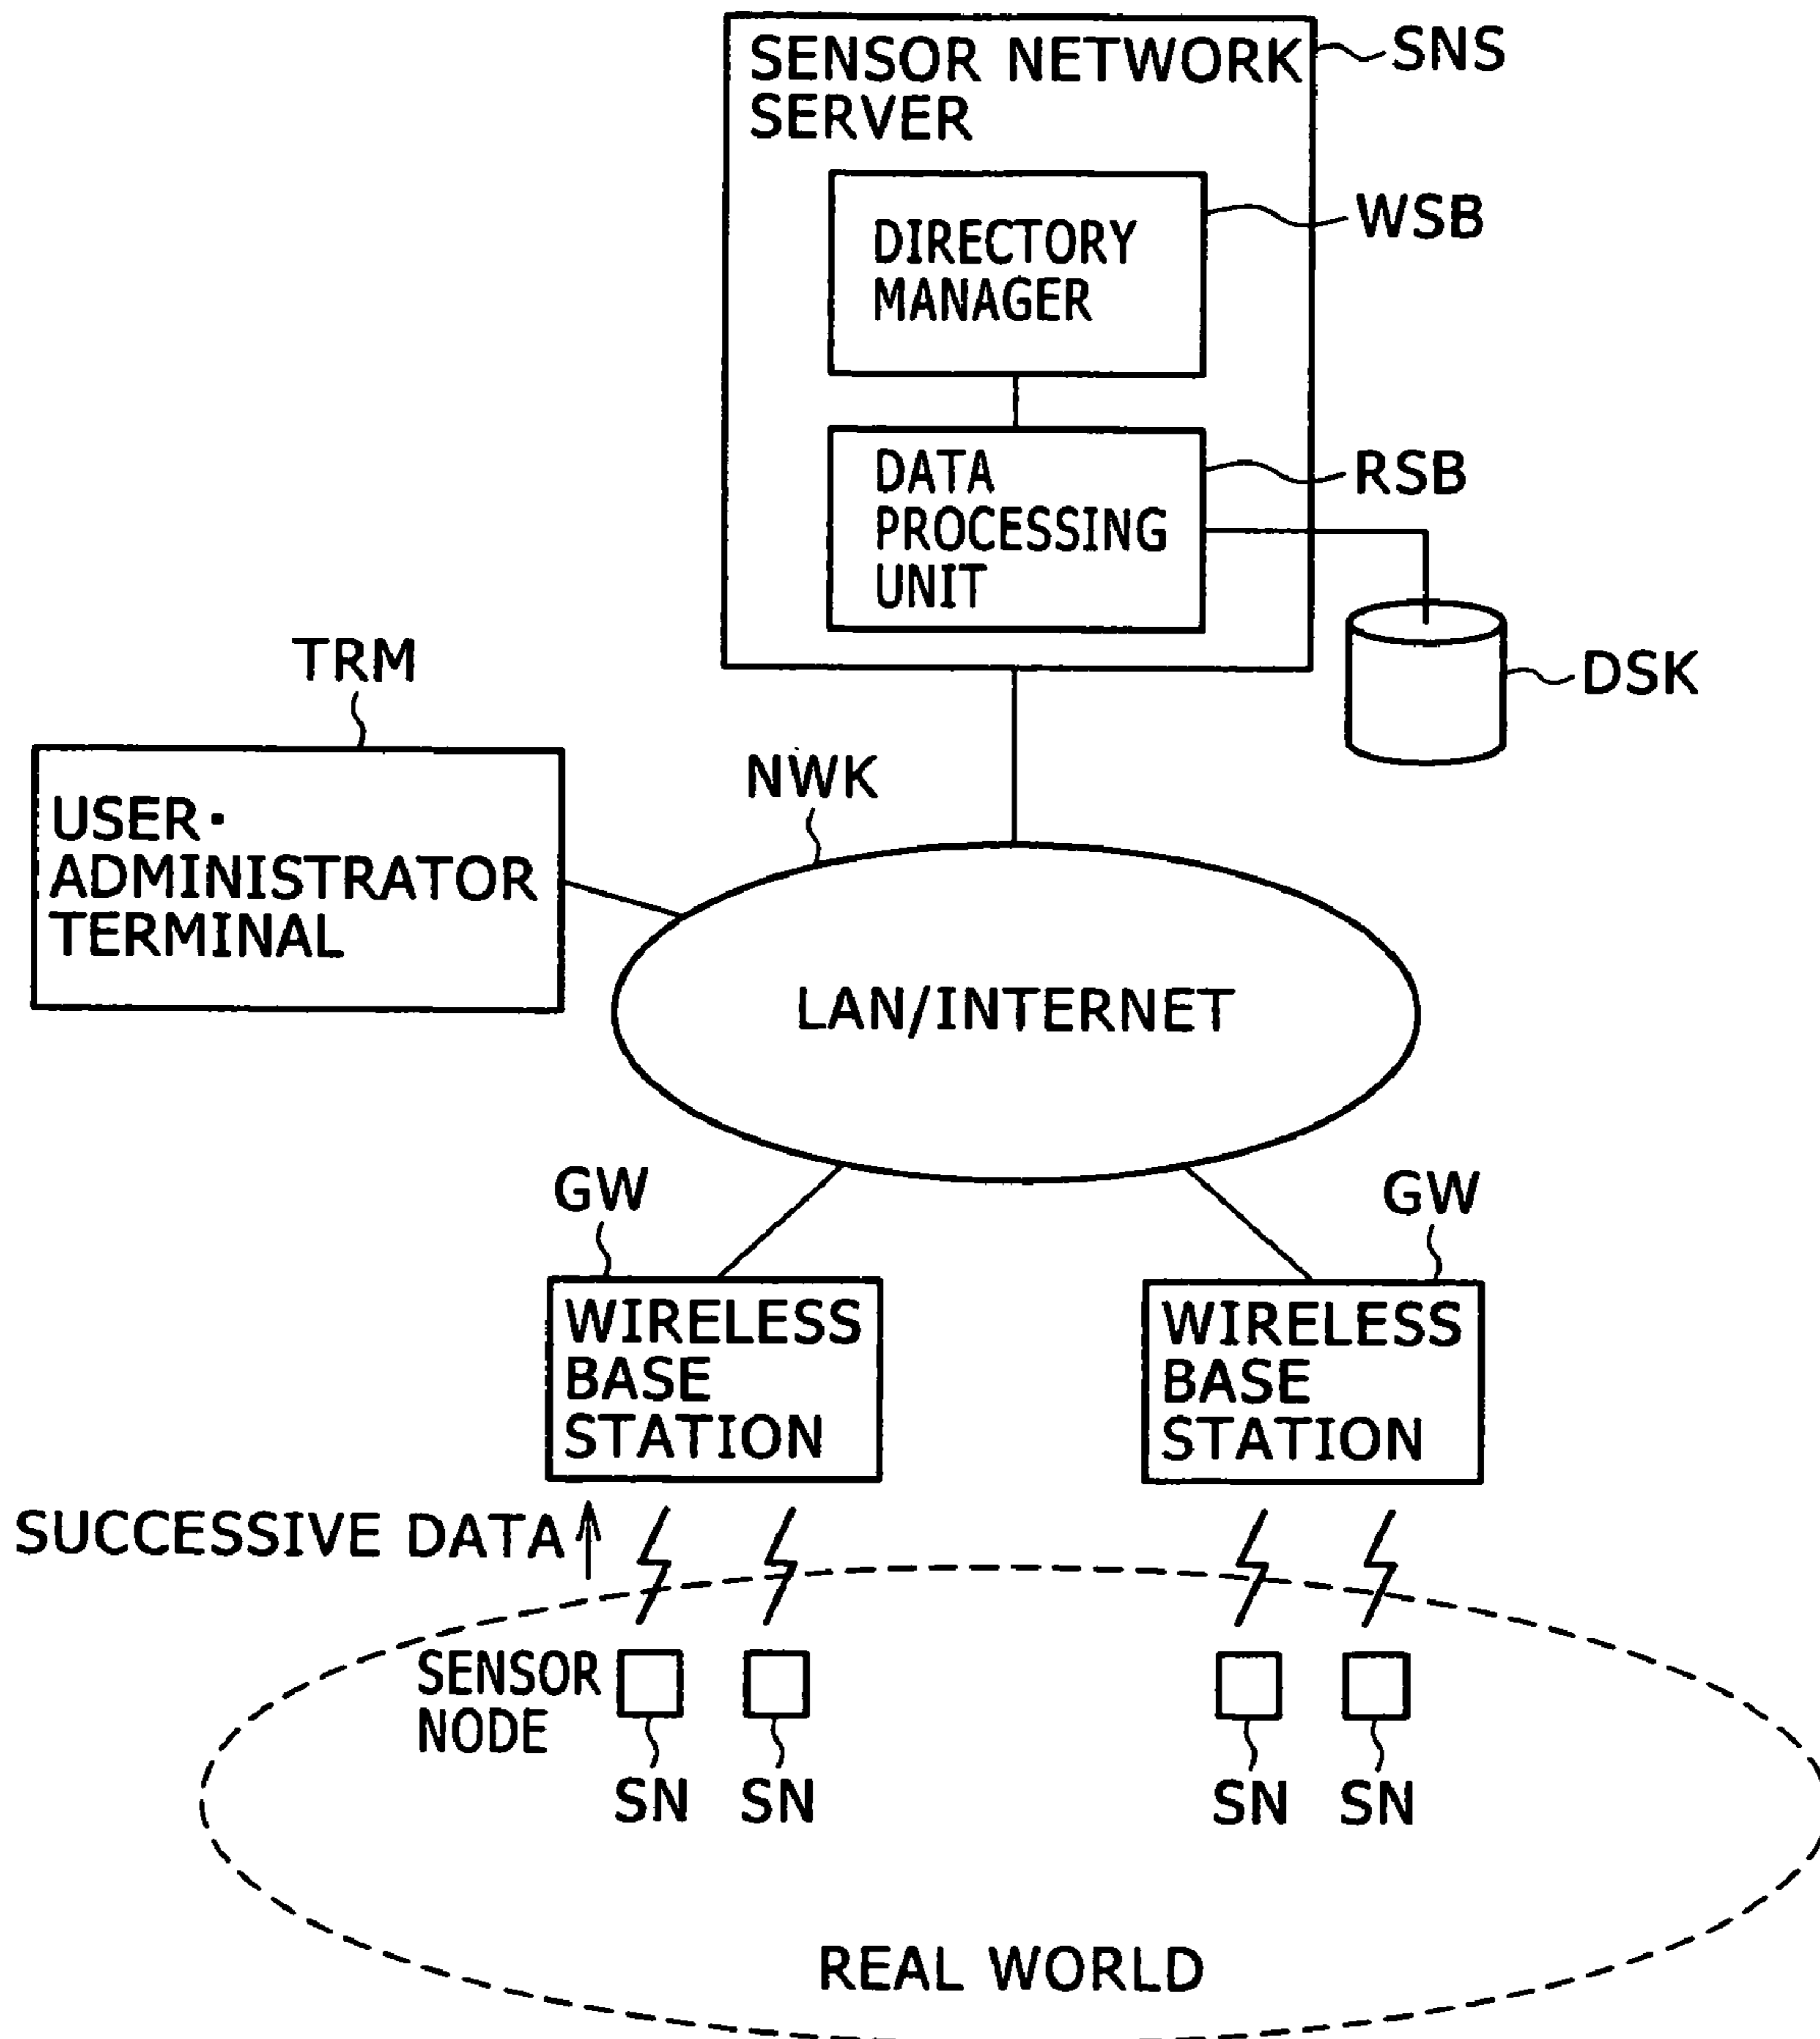 SENSOR NETWORK
SERVER
SNS
DIRECTORY
MANAGER
WSB
DATA
PROCESSING
UNIT
RSB
DSK
TRM
USER·
ADMINISTRATOR
TERMINAL
NWK
LAN/INTERNET
GW
GW
WIRELESS
BASE
STATION
WIRELESS
BASE
STATION
SUCCESSIVE DATA
SENSOR
NODE
SN
SN
SN
SN
REAL WORLD